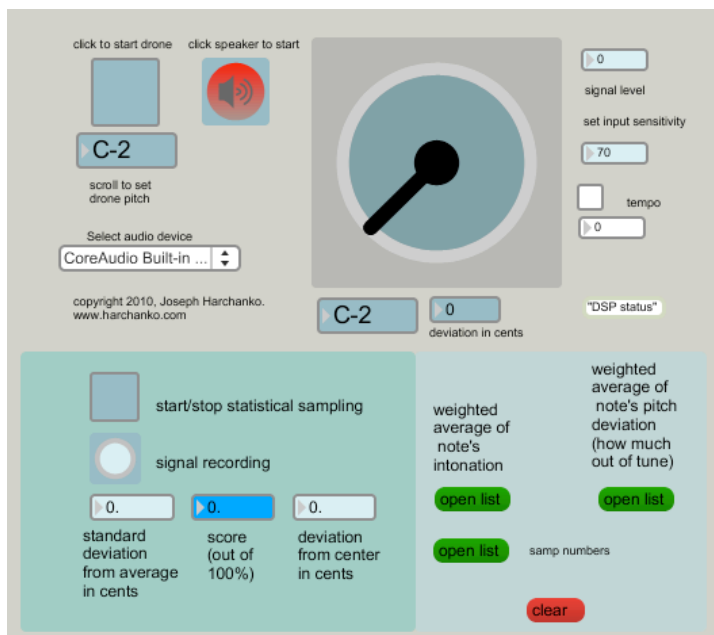 click to start drone
click speaker to start
C-2
scroll to set
drone pitch
Select audio device
CoreAudio Built-in ...
copyright 2010, Joseph Harchanko.
www.harchanko.com
0
signal level
set input sensitivity
70
tempo
0
C-2
0
deviation in cents
"DSP status"
start/stop statistical sampling
signal recording
0.
standard
deviation
from average
in cents
0.
score
(out of
100%)
0.
deviation
from center
in cents
weighted
average of
note's
intonation
open list
weighted
average of
note's pitch
deviation
(how much
out of tune)
open list
open list
samp numbers
clear